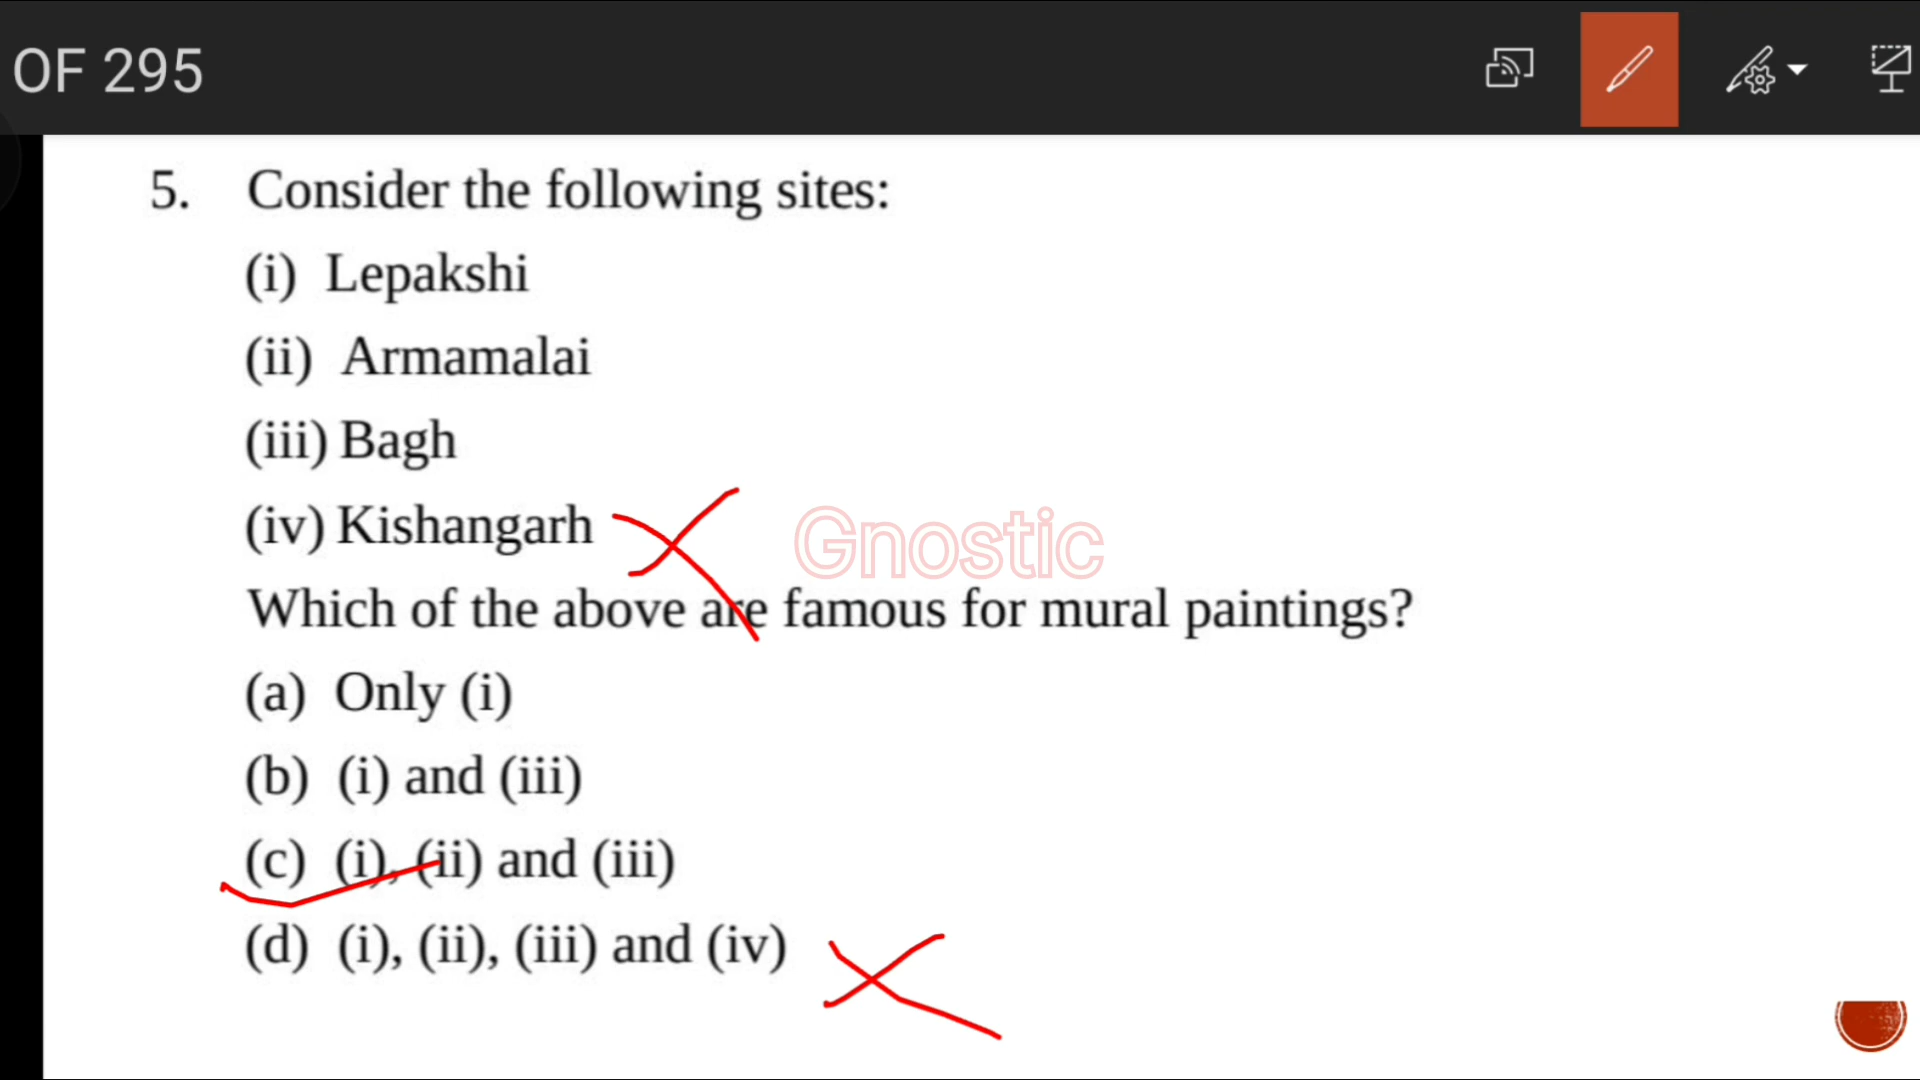 OF 295
5. Consider the following sites:
(i) Lepakshi
(ii) Armamalai
(iii) Bagh
(iv) Kishangarh
Gnostic
Which of the above are famous for mural paintings?
(a) Only (i)
(b) (i) and (iii)
(c) (i), (ii) and (iii)
(d) (i), (ii), (iii) and (iv)